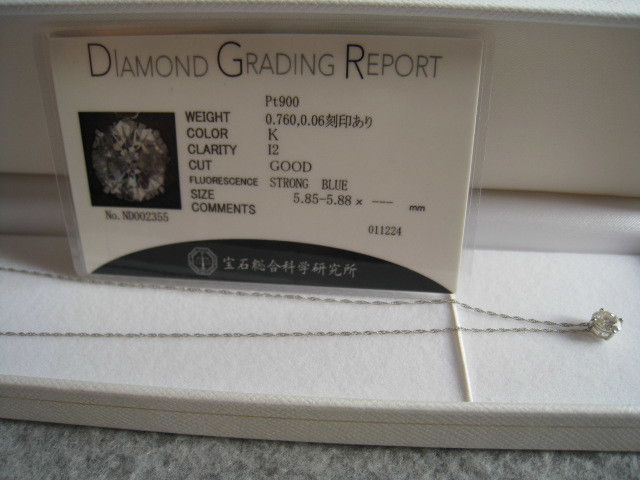 DIAMOND GRADING REPORT
Pt900
WEIGHT 0.760,0.06刻印あり
COLOR K
CLARITY I2
CUT GOOD
FLUORESCENCE STRONG BLUE
SIZE 5.85-5.88 × --- mm
COMMENTS
No.ND002355
011224
宝石総合科学研究所